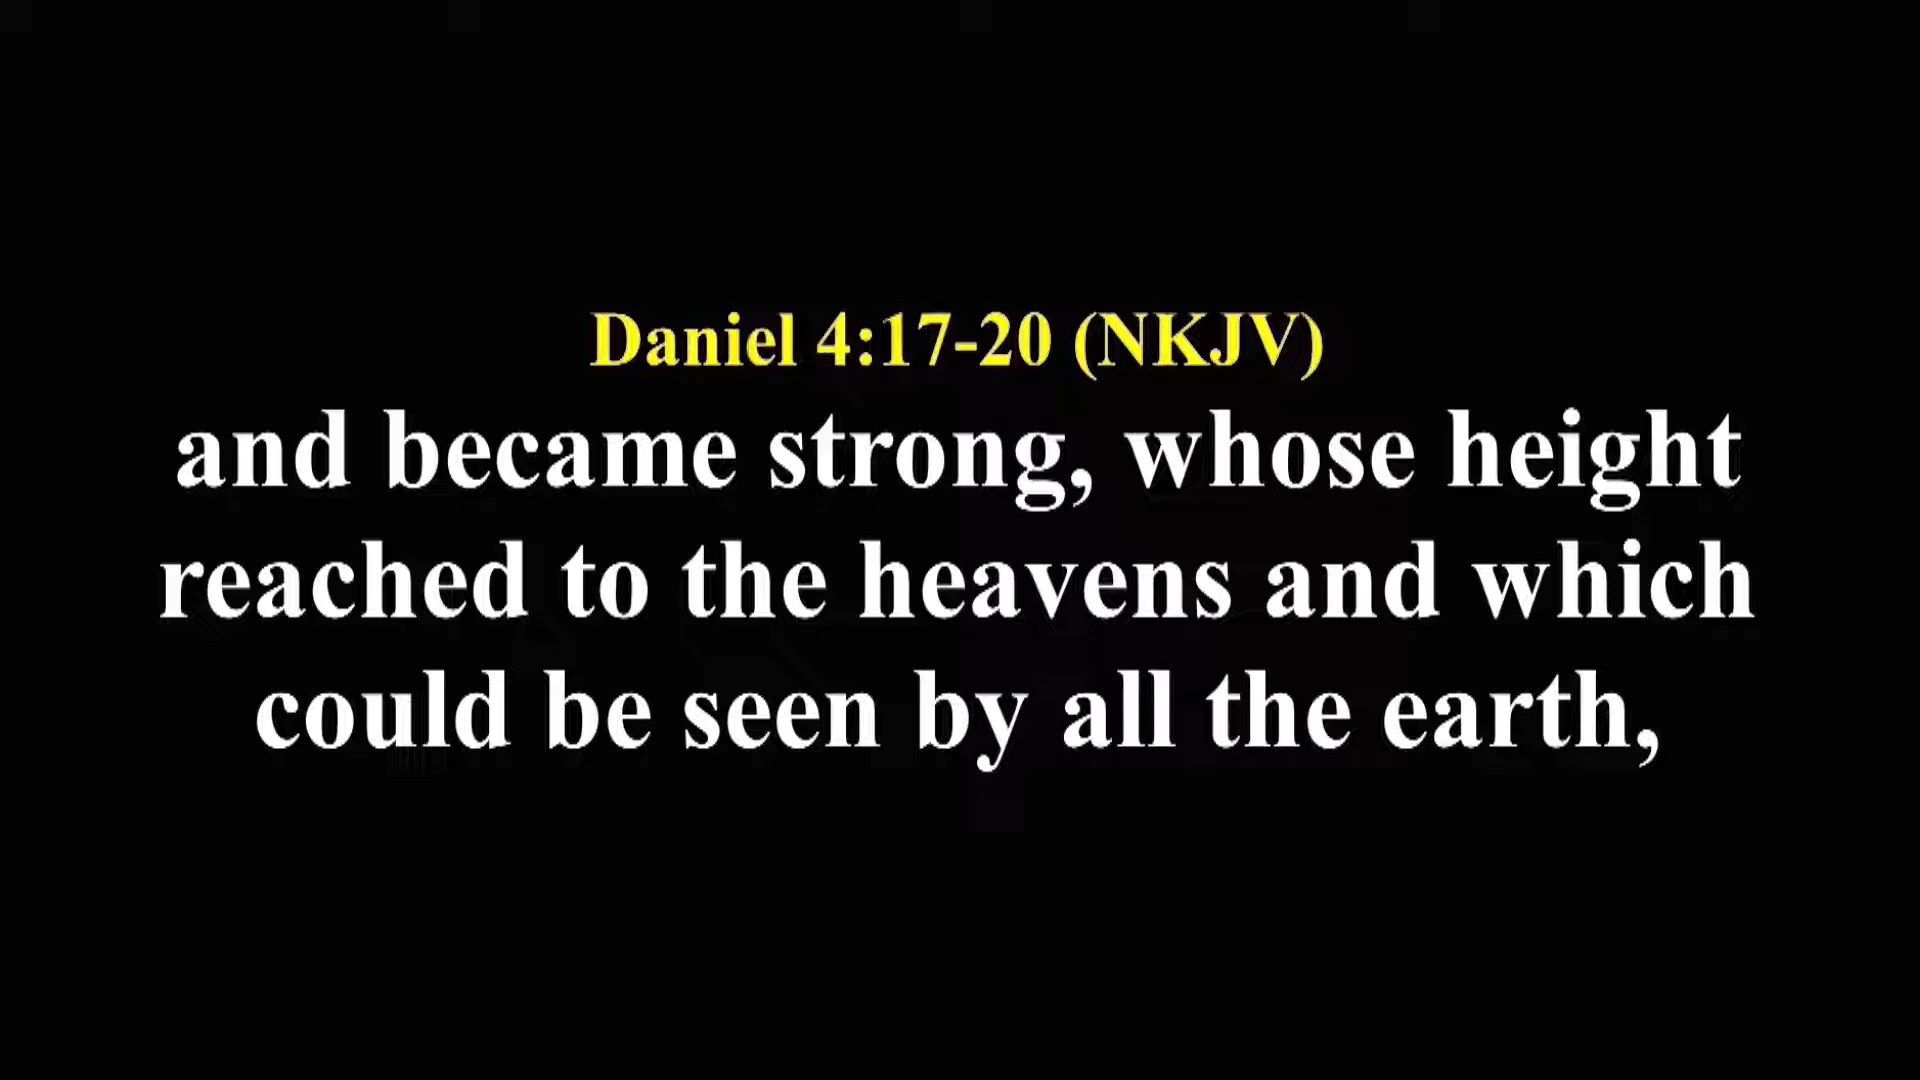 Daniel 4:17-20 (NKJV)
and became strong, whose height
reached to the heavens and which
could be seen by all the earth,